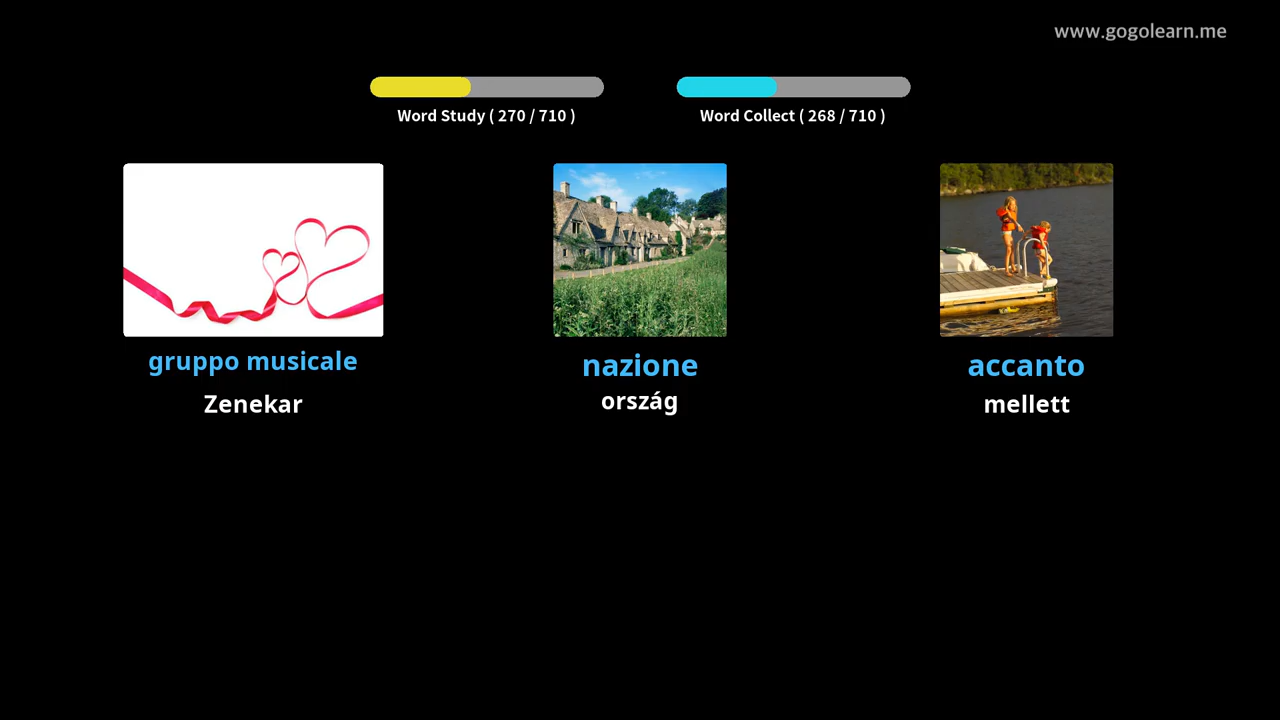 www.gogolearn.me
Word Study ( 270 / 710 )
Word Collect ( 268 / 710 )
gruppo musicale
Zenekar
nazione
ország
accanto
mellett